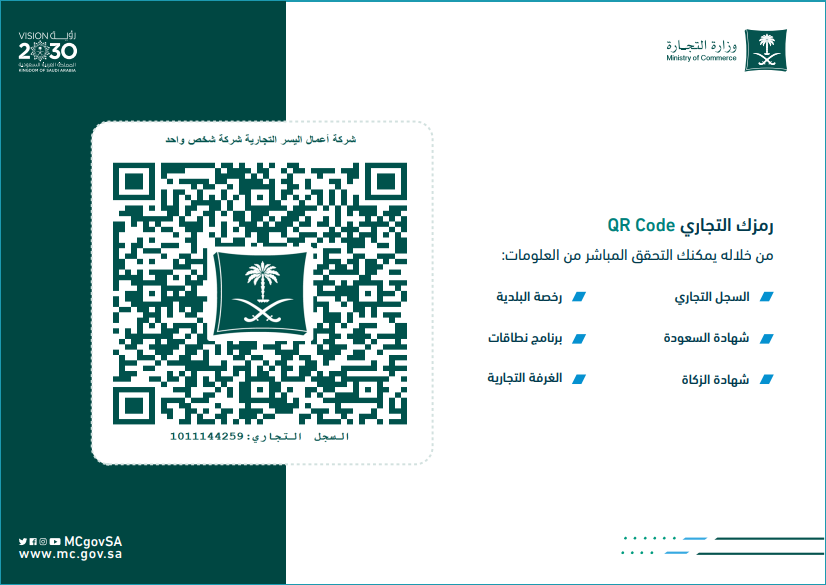 VISION رؤيــة
2030
المملكة العربية السعودية
KINGDOM OF SAUDI ARABIA
وزارة التجـارة
Ministry of Commerce
شركة أعمال اليسر التجارية شركة شخص واحد
السجل التجاري:1011144259
رمزك التجاري QR Code
من خلاله يمكنك التحقق المباشر من العلومات:
السجل التجاري
رخصة البلدية
شهادة السعودة
برنامج نطاقات
شهادة الزكاة
الغرفة التجارية
MCgovSA
www.mc.gov.sa